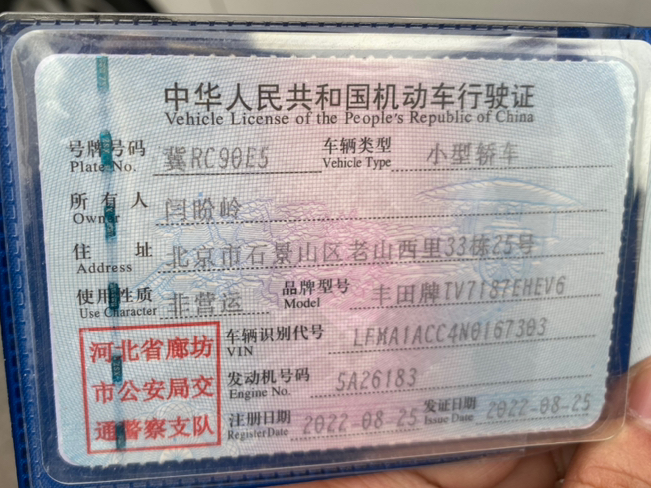 中华人民共和国机动车行驶证
Vehicle License of the People's Republic of China
号牌号码 冀RC90E5 车辆类型 小型轿车
Plate No. Vehicle Type
所有人 闫盼岭
Owner
住址 北京市石景山区老山西里33栋25号
Address
使用性质 非营运 品牌型号 丰田牌TV7187EHEV6
Use Character Model
河北省廊坊
市公安局交
通警察支队
车辆识别代号 LFMA1ACC4N0167303
VIN
发动机号码 5A26183
Engine No.
注册日期 2022-08-25 发证日期 2022-08-25
Register Date Issue Date